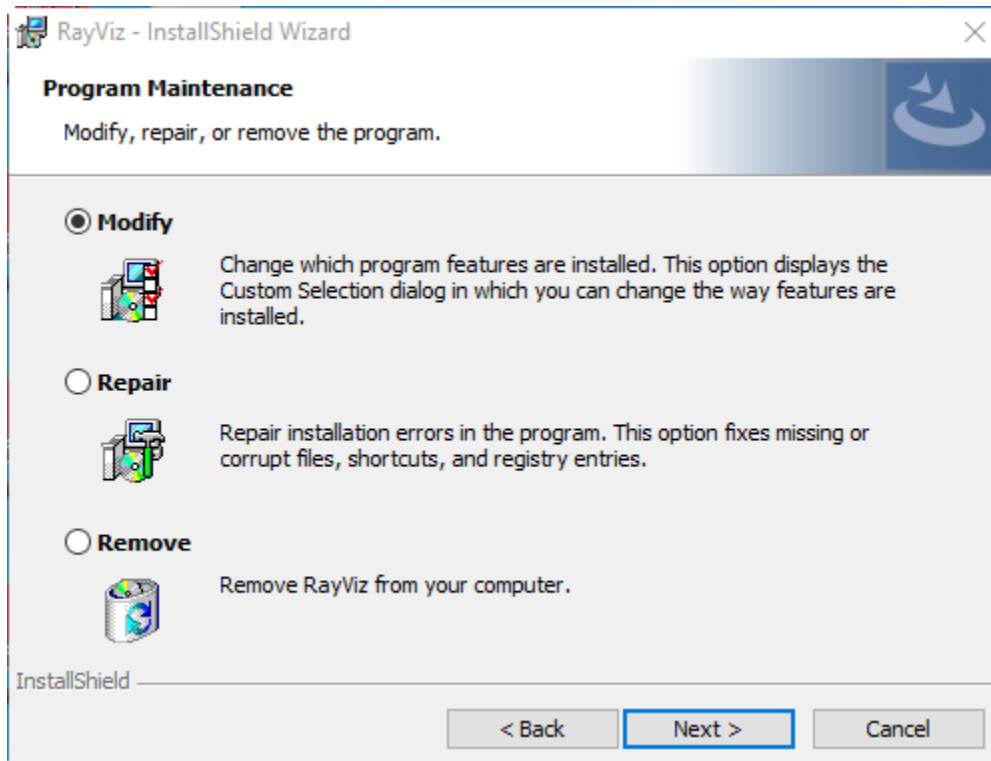 RayViz - InstallShield Wizard
Program Maintenance
Modify, repair, or remove the program.
Modify
Change which program features are installed. This option displays the
Custom Selection dialog in which you can change the way features are
installed.
Repair
Repair installation errors in the program. This option fixes missing or
corrupt files, shortcuts, and registry entries.
Remove
Remove RayViz from your computer.
InstallShield
< Back
Next >
Cancel